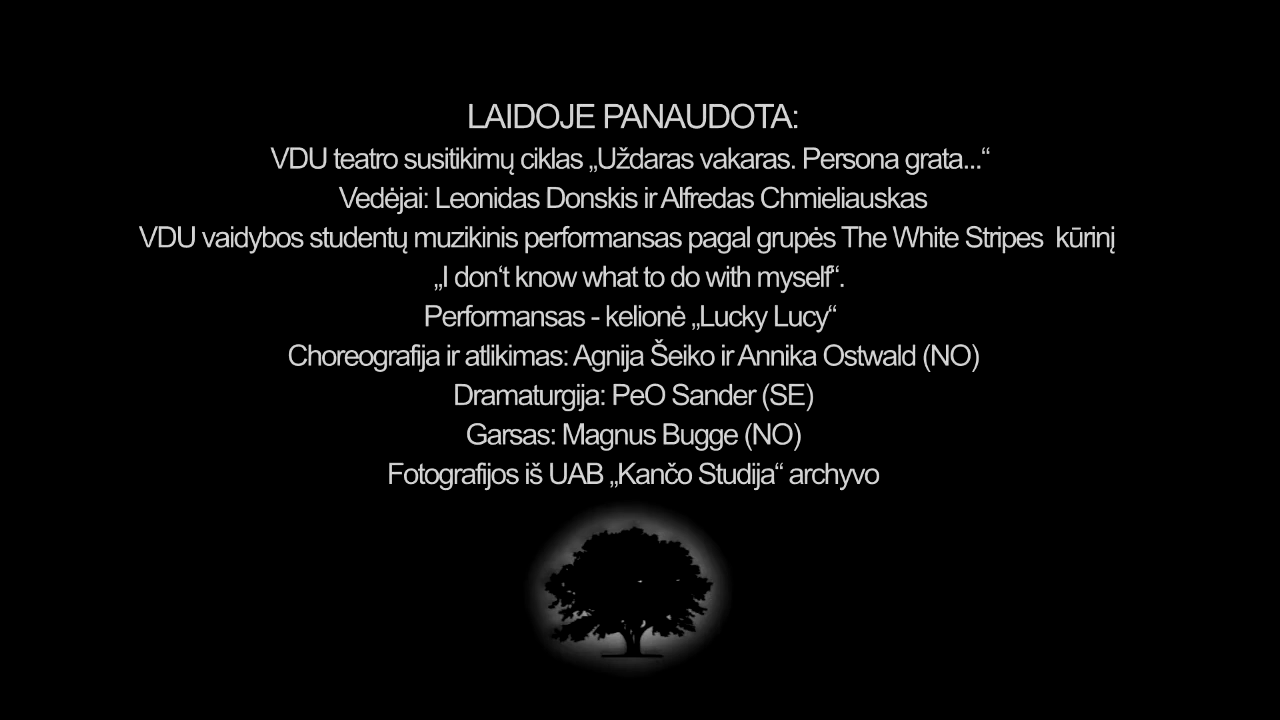 LAIDOJE PANAUDOTA:
VDU teatro susitikimų ciklas „Uždaras vakaras. Persona grata...“
Vedėjai: Leonidas Donskis ir Alfredas Chmieliauskas
VDU vaidybos studentų muzikinis performansas pagal grupės The White Stripes kūrinį
„I don‘t know what to do with myself“.
Performansas - kelionė „Lucky Lucy“
Choreografija ir atlikimas: Agnija Šeiko ir Annika Ostwald (NO)
Dramaturgija: PeO Sander (SE)
Garsas: Magnus Bugge (NO)
Fotografijos iš UAB „Kančo Studija“ archyvo